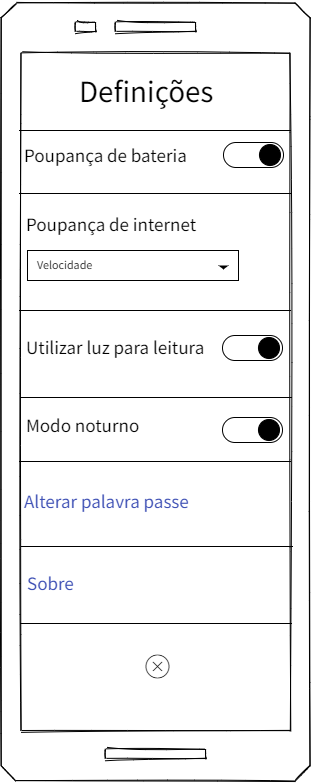 Definições
Poupança de bateria
Poupança de internet
Velocidade
Utilizar luz para leitura
Modo noturno
Alterar palavra passe
Sobre